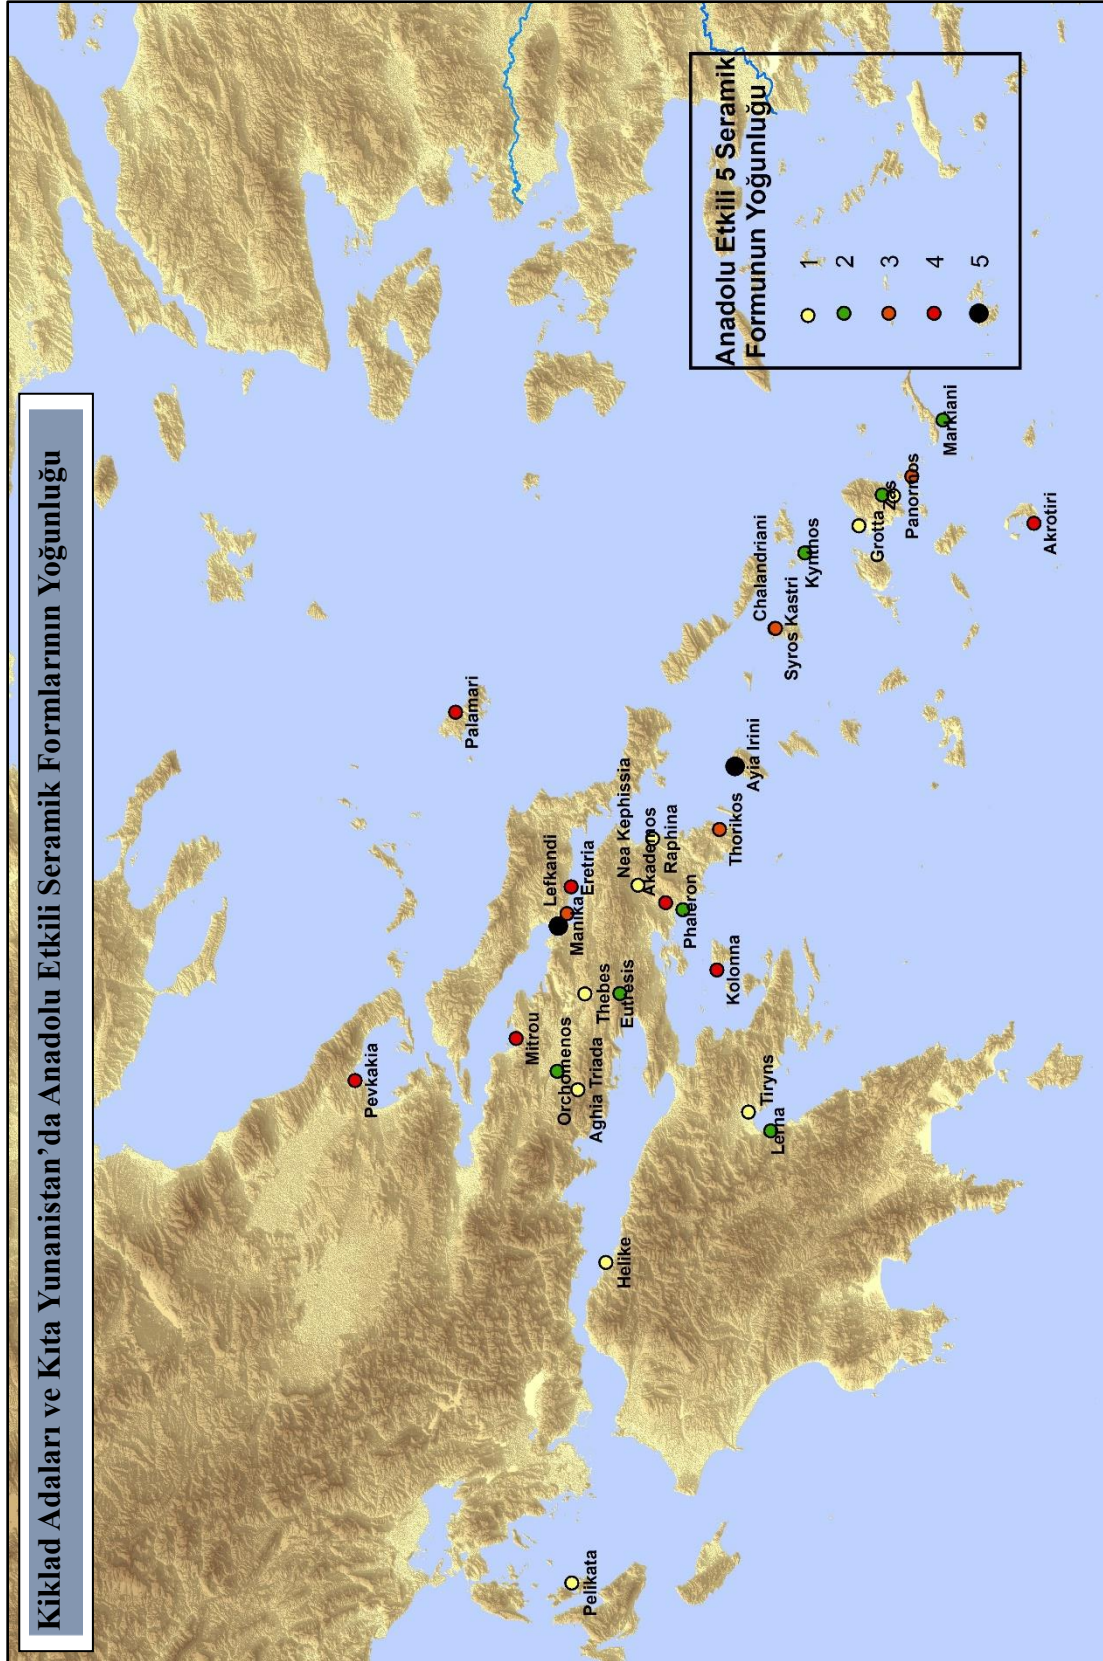 Kiklad Adaları ve Kıta Yunanistan’da Anadolu Etkili Seramik Formlarının Yoğunluğu
Anadolu Etkili 5 Seramik
Formunun Yoğunluğu
1
2
3
4
5
Pevkakia
Palamari
Mitrou
Lefkandi
Manika
Eretria
Orchomenos
Aghia Triada
Thebes
Eutresis
Nea Kephissia
Akademos
Raphina
Phaleron
Thorikos
Kolonna
Ayia Irini
Helike
Pelikata
Tiryns
Lerna
Chalandriani
Syros Kastri
Kynthos
Grotta
Zas
Panormos
Markiani
Akrotiri